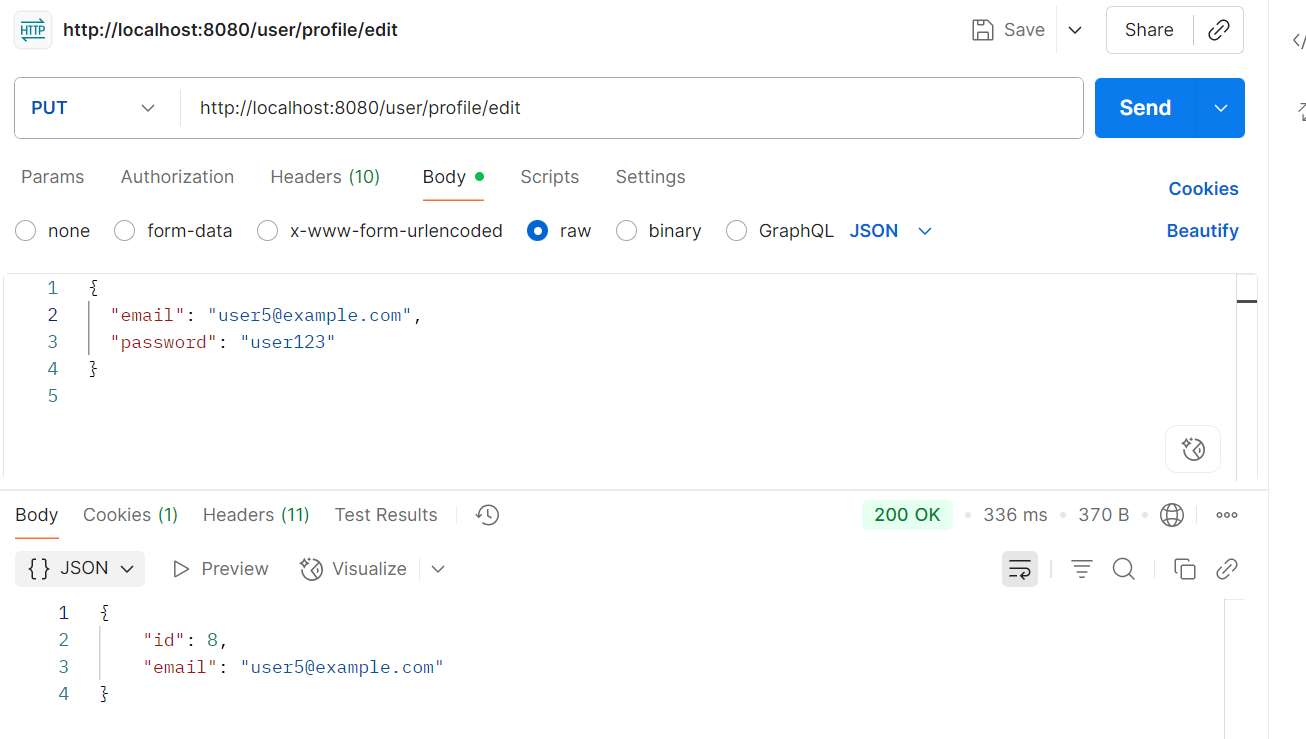 HTTP http://localhost:8080/user/profile/edit Save Share
PUT http://localhost:8080/user/profile/edit Send
Params Authorization Headers (10) Body Scripts Settings Cookies
none form-data x-www-form-urlencoded raw binary GraphQL JSON Beautify
1 {
2 "email": "user5@example.com",
3 "password": "user123"
4 }
5
Body Cookies (1) Headers (11) Test Results 200 OK 336 ms 370 B
{} JSON Preview Visualize
1 {
2 "id": 8,
3 "email": "user5@example.com"
4 }